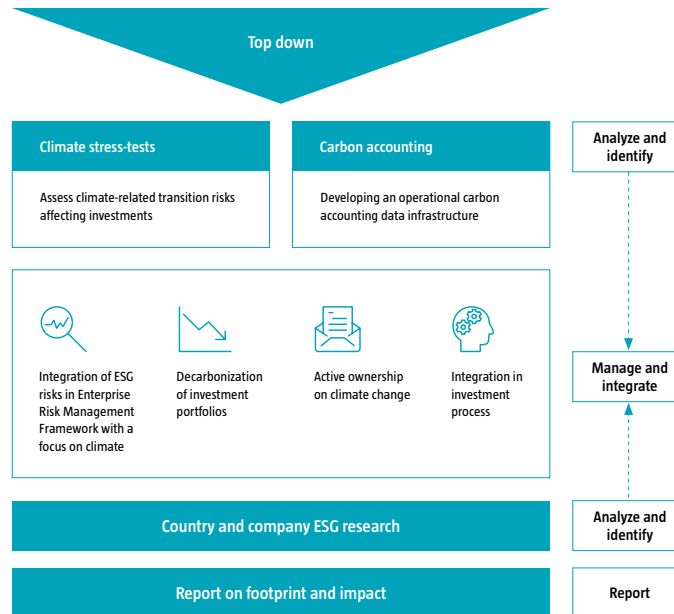 Top down
Climate stress-tests
Assess climate-related transition risks
affecting investments
Carbon accounting
Developing an operational carbon
accounting data infrastructure
Analyze and
identify
Integration of ESG
risks in Enterprise
Risk Management
Framework with a
focus on climate
Decarbonization
of investment
portfolios
Active ownership
on climate change
Integration in
investment
process
Manage and
integrate
Country and company ESG research
Analyze and
identify
Report on footprint and impact
Report